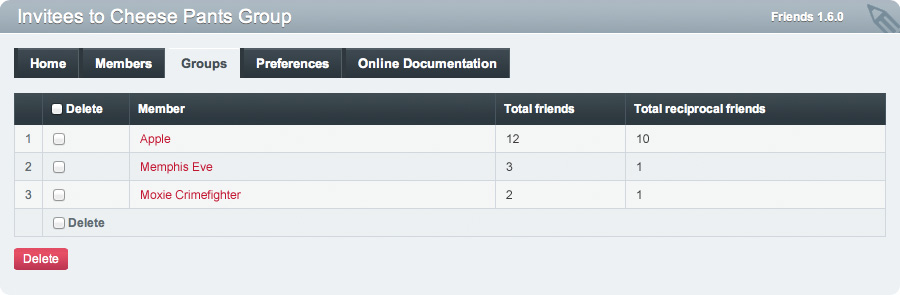 Invitees to Cheese Pants Group Friends 1.6.0
Home Members Groups Preferences Online Documentation
Delete Member Total friends Total reciprocal friends
1 Apple 12 10
2 Memphis Eve 3 1
3 Moxie Crimefighter 2 1
Delete
Delete